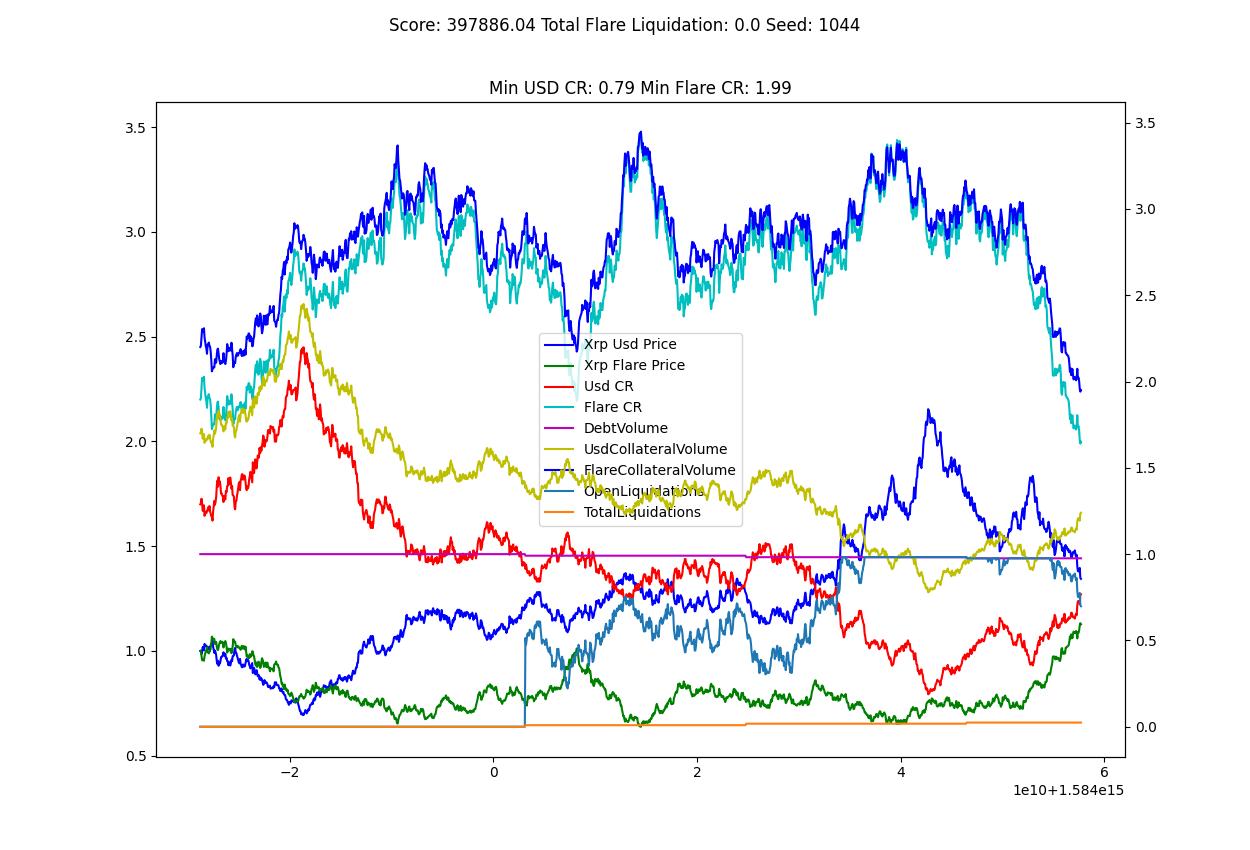 Score: 397886.04 Total Flare Liquidation: 0.0 Seed: 1044
Min USD CR: 0.79 Min Flare CR: 1.99
3.5
3.0
2.5
2.0
1.5
1.0
0.5
3.5
3.0
2.5
2.0
1.5
1.0
0.5
0.0
Xrp Usd Price
Xrp Flare Price
Usd CR
Flare CR
DebtVolume
UsdCollateralVolume
FlareCollateralVolume
OpenLiquidations
TotalLiquidations
−2 0 2 4 6
1e10+1.584e15